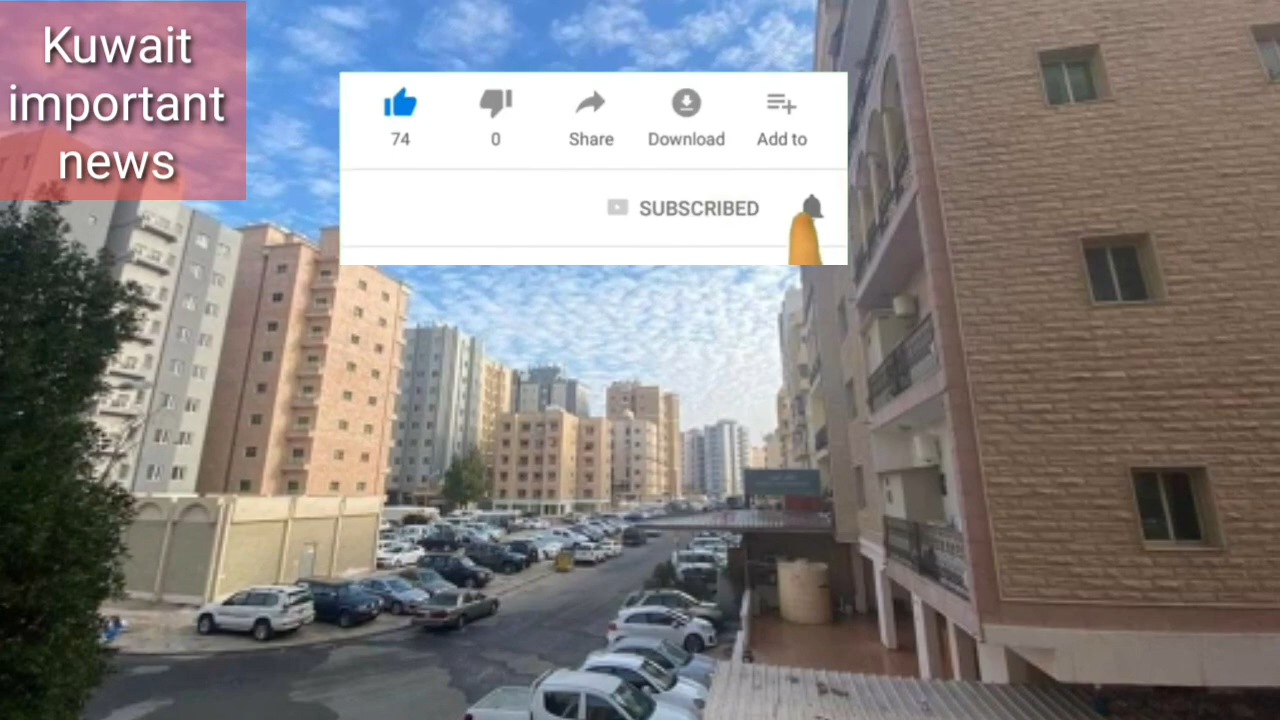 Kuwait
important
news
74
0
Share
Download
Add to
SUBSCRIBED